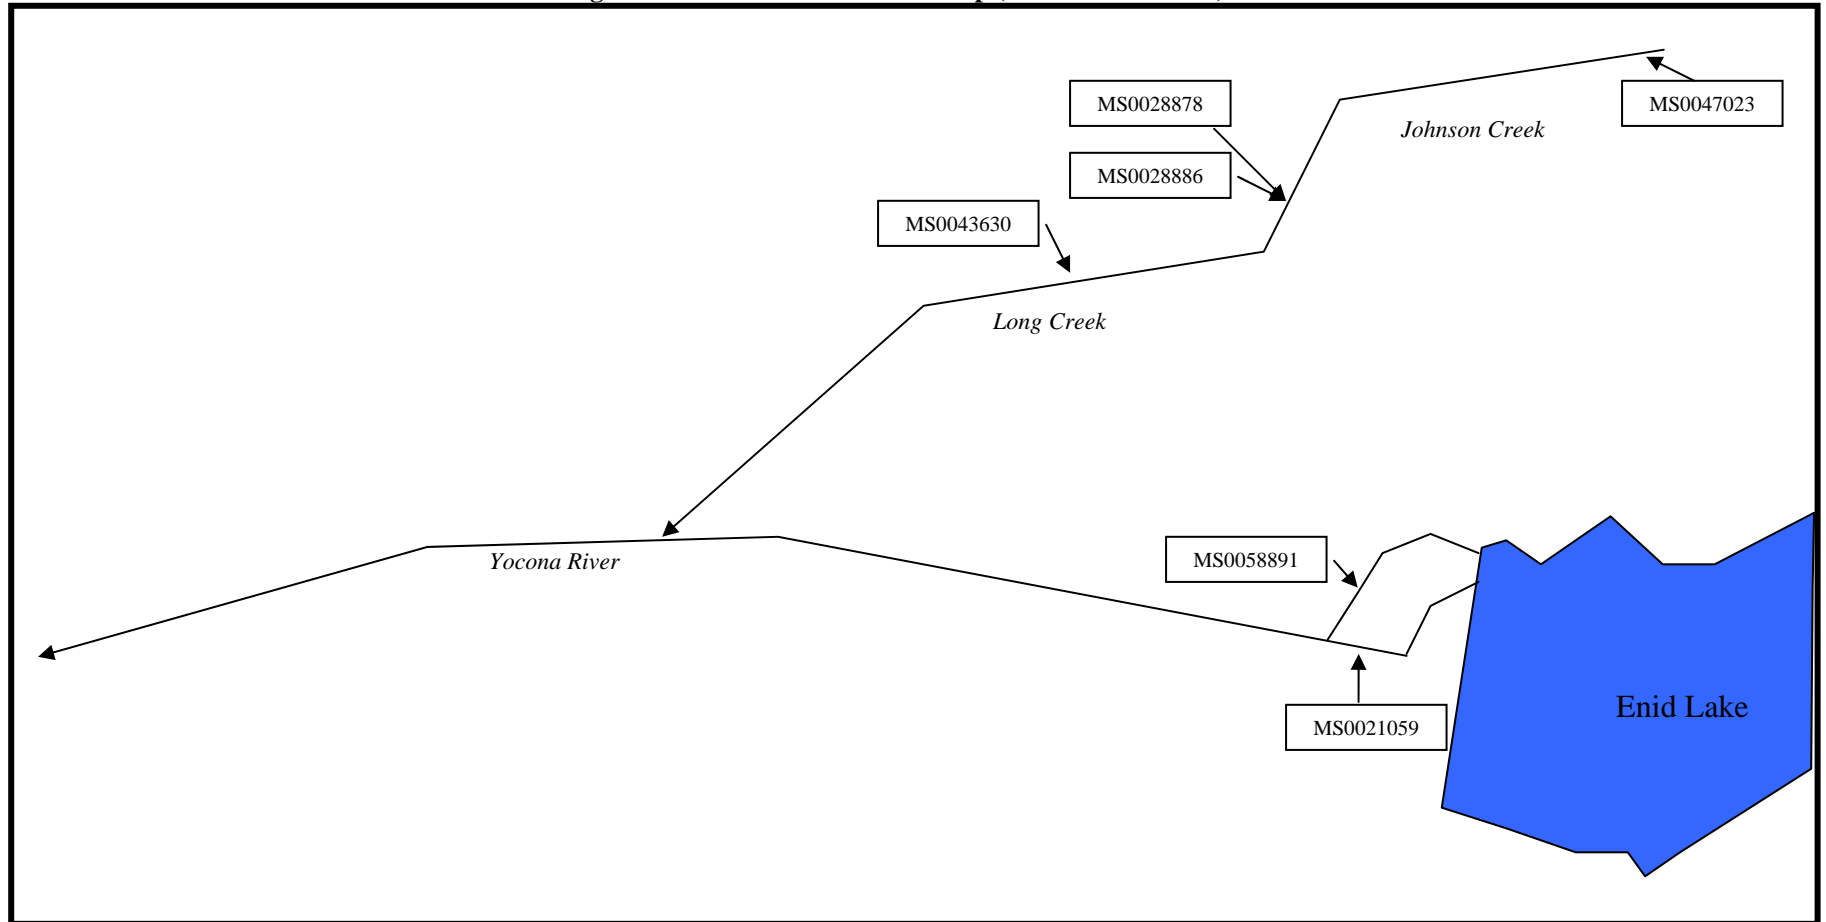 MS0028878
MS0047023
Johnson Creek
MS0028886
MS0043630
Long Creek
Yocona River
MS0058891
Enid Lake
MS0021059